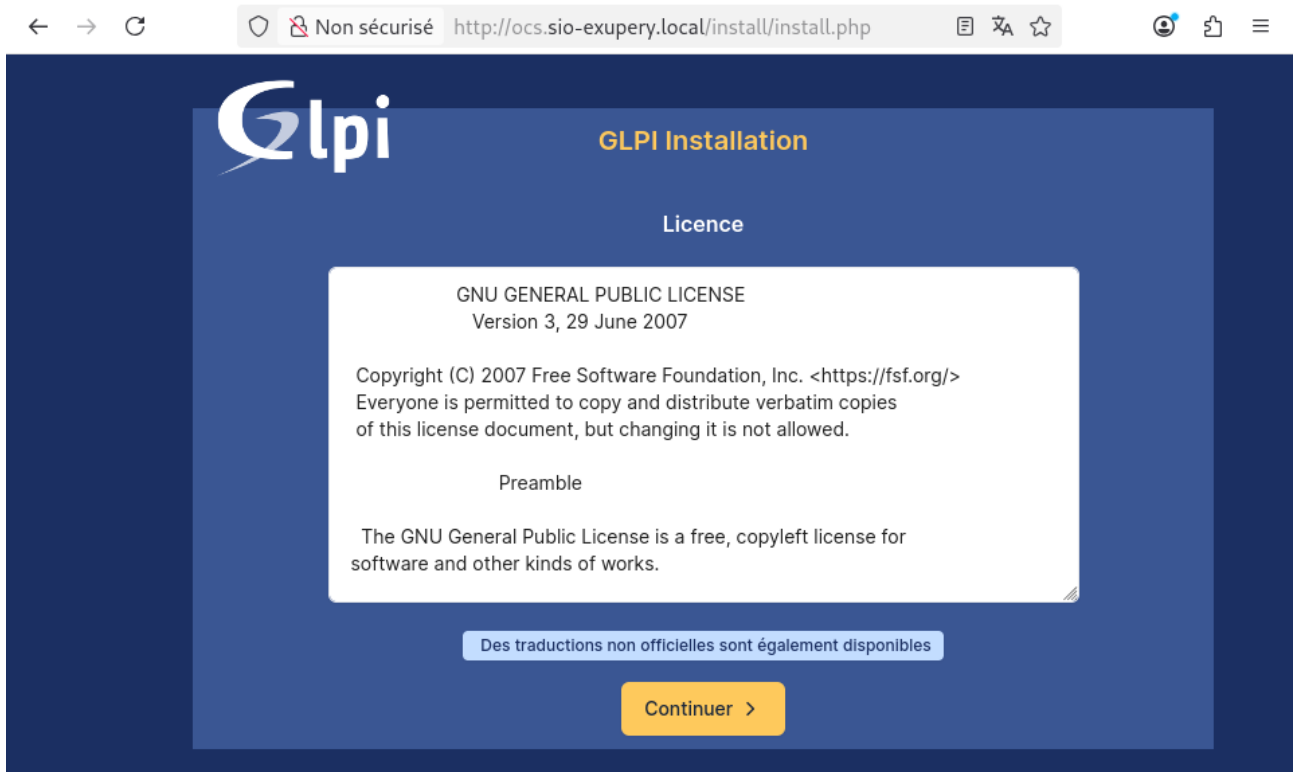 Non sécurisé http://ocs.sio-exupery.local/install/install.php
Glpi
GLPI Installation
Licence
GNU GENERAL PUBLIC LICENSE
Version 3, 29 June 2007
Copyright (C) 2007 Free Software Foundation, Inc. <https://fsf.org/>
Everyone is permitted to copy and distribute verbatim copies
of this license document, but changing it is not allowed.
Preamble
The GNU General Public License is a free, copyleft license for
software and other kinds of works.
Des traductions non officielles sont également disponibles
Continuer